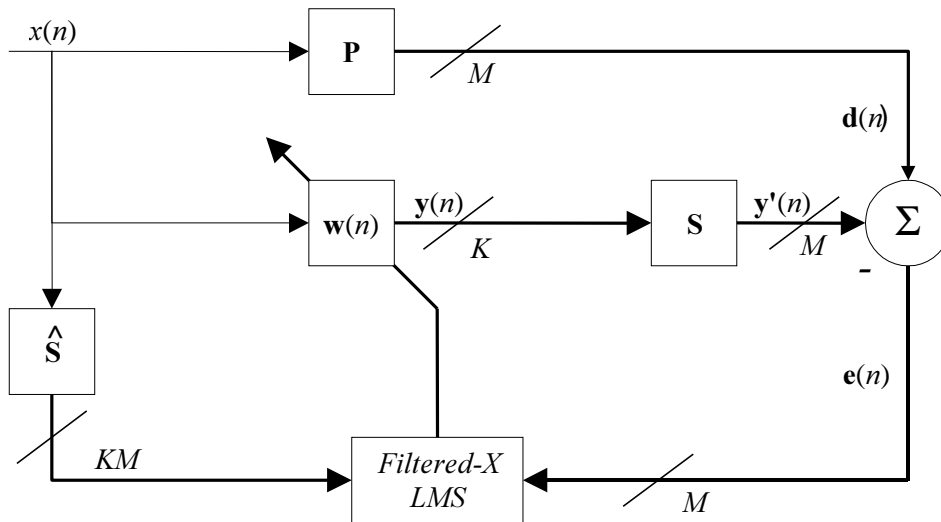 x(n)
P
M
d(n)
w(n)
y(n)
K
S
y'(n)
M
Σ
-
Ŝ
e(n)
KM
Filtered-X
LMS
M